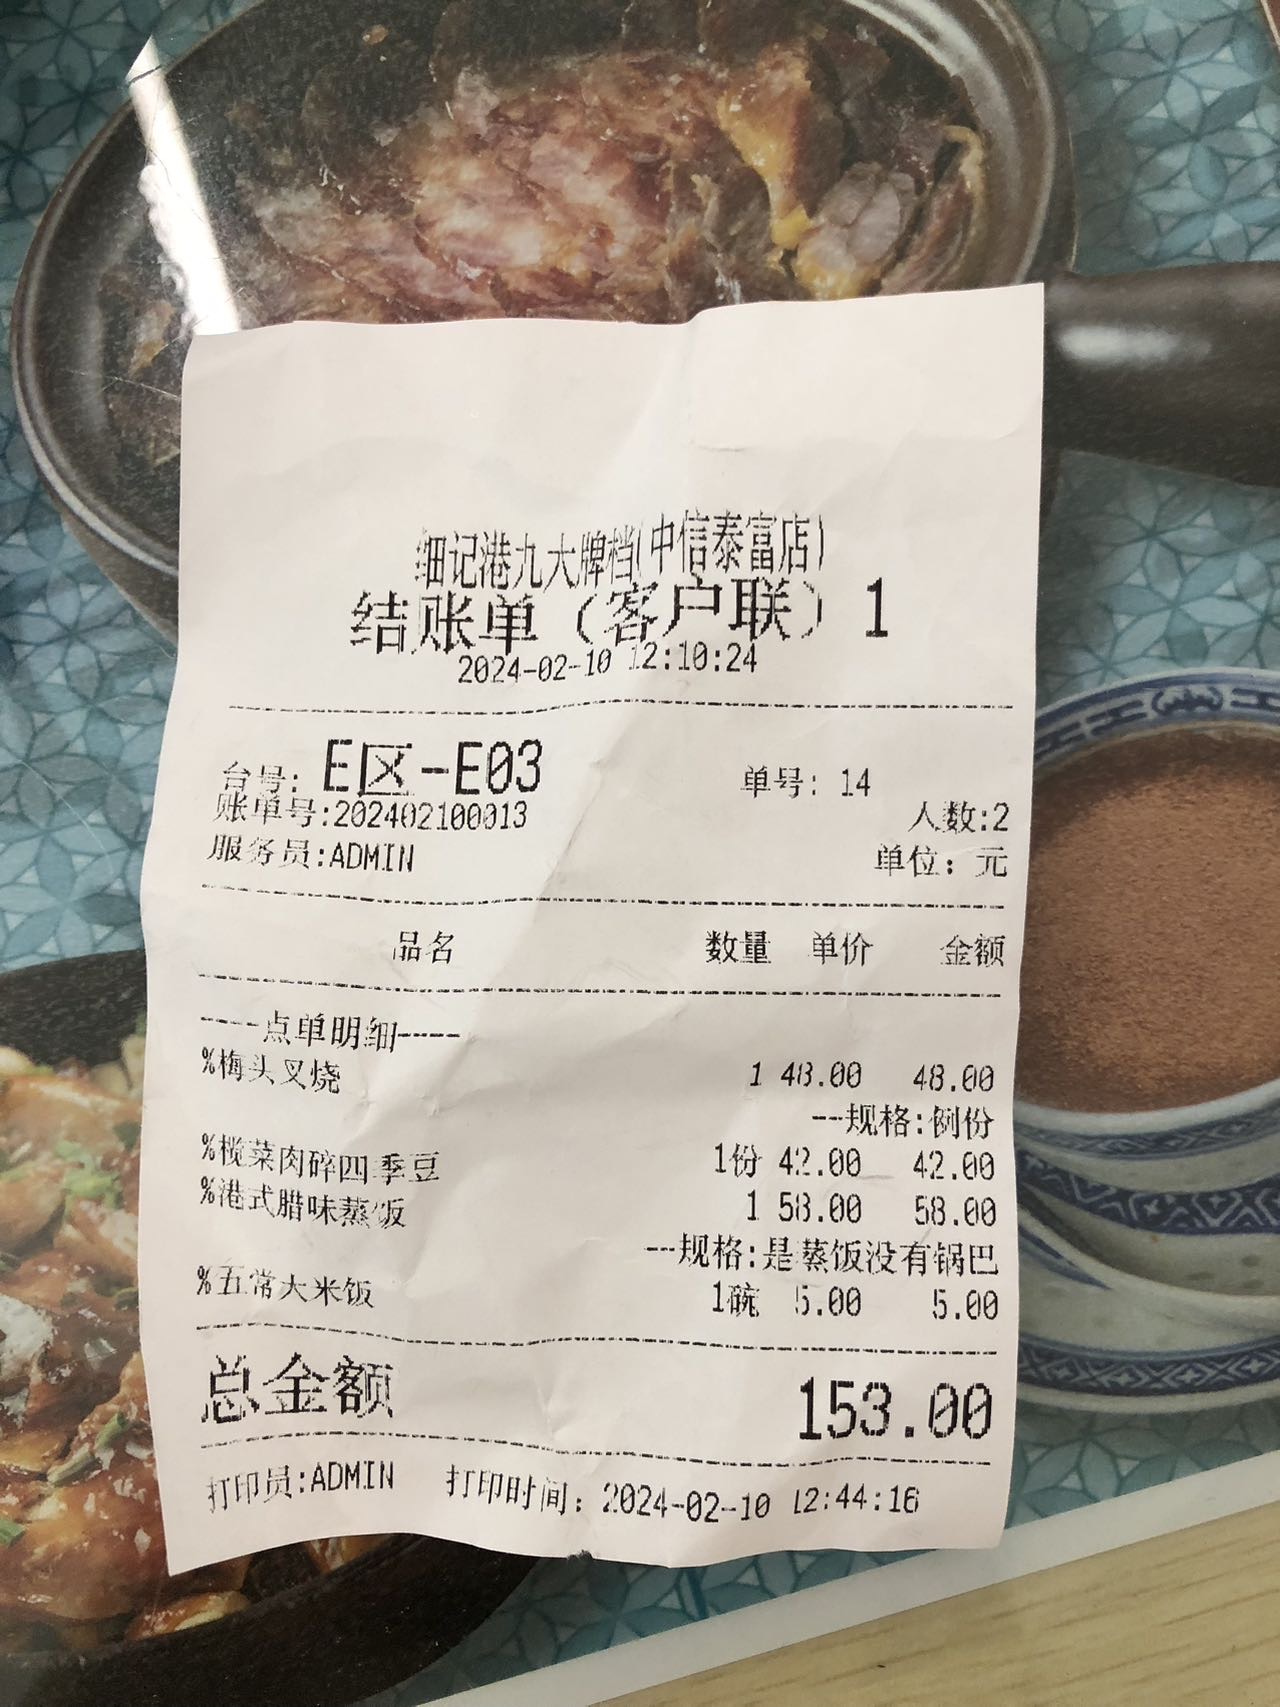 细记港九大牌档(中信泰富店)
结账单（客户联）1
2024-02-10 12:10:24
台号: E区-E03 单号: 14
账单号:202402100013 人数:2
服务员:ADMIN 单位: 元
品名 数量 单价 金额
----点单明细----
%梅头叉烧 1 48.00 48.00
--规格:例份
%榄菜肉碎四季豆 1份 42.00 42.00
%港式腊味蒸饭 1 58.00 58.00
---规格:是蒸饭没有锅巴
%五常大米饭 1碗 5.00 5.00
总金额 153.00
打印员:ADMIN 打印时间: 2024-02-10 12:44:16